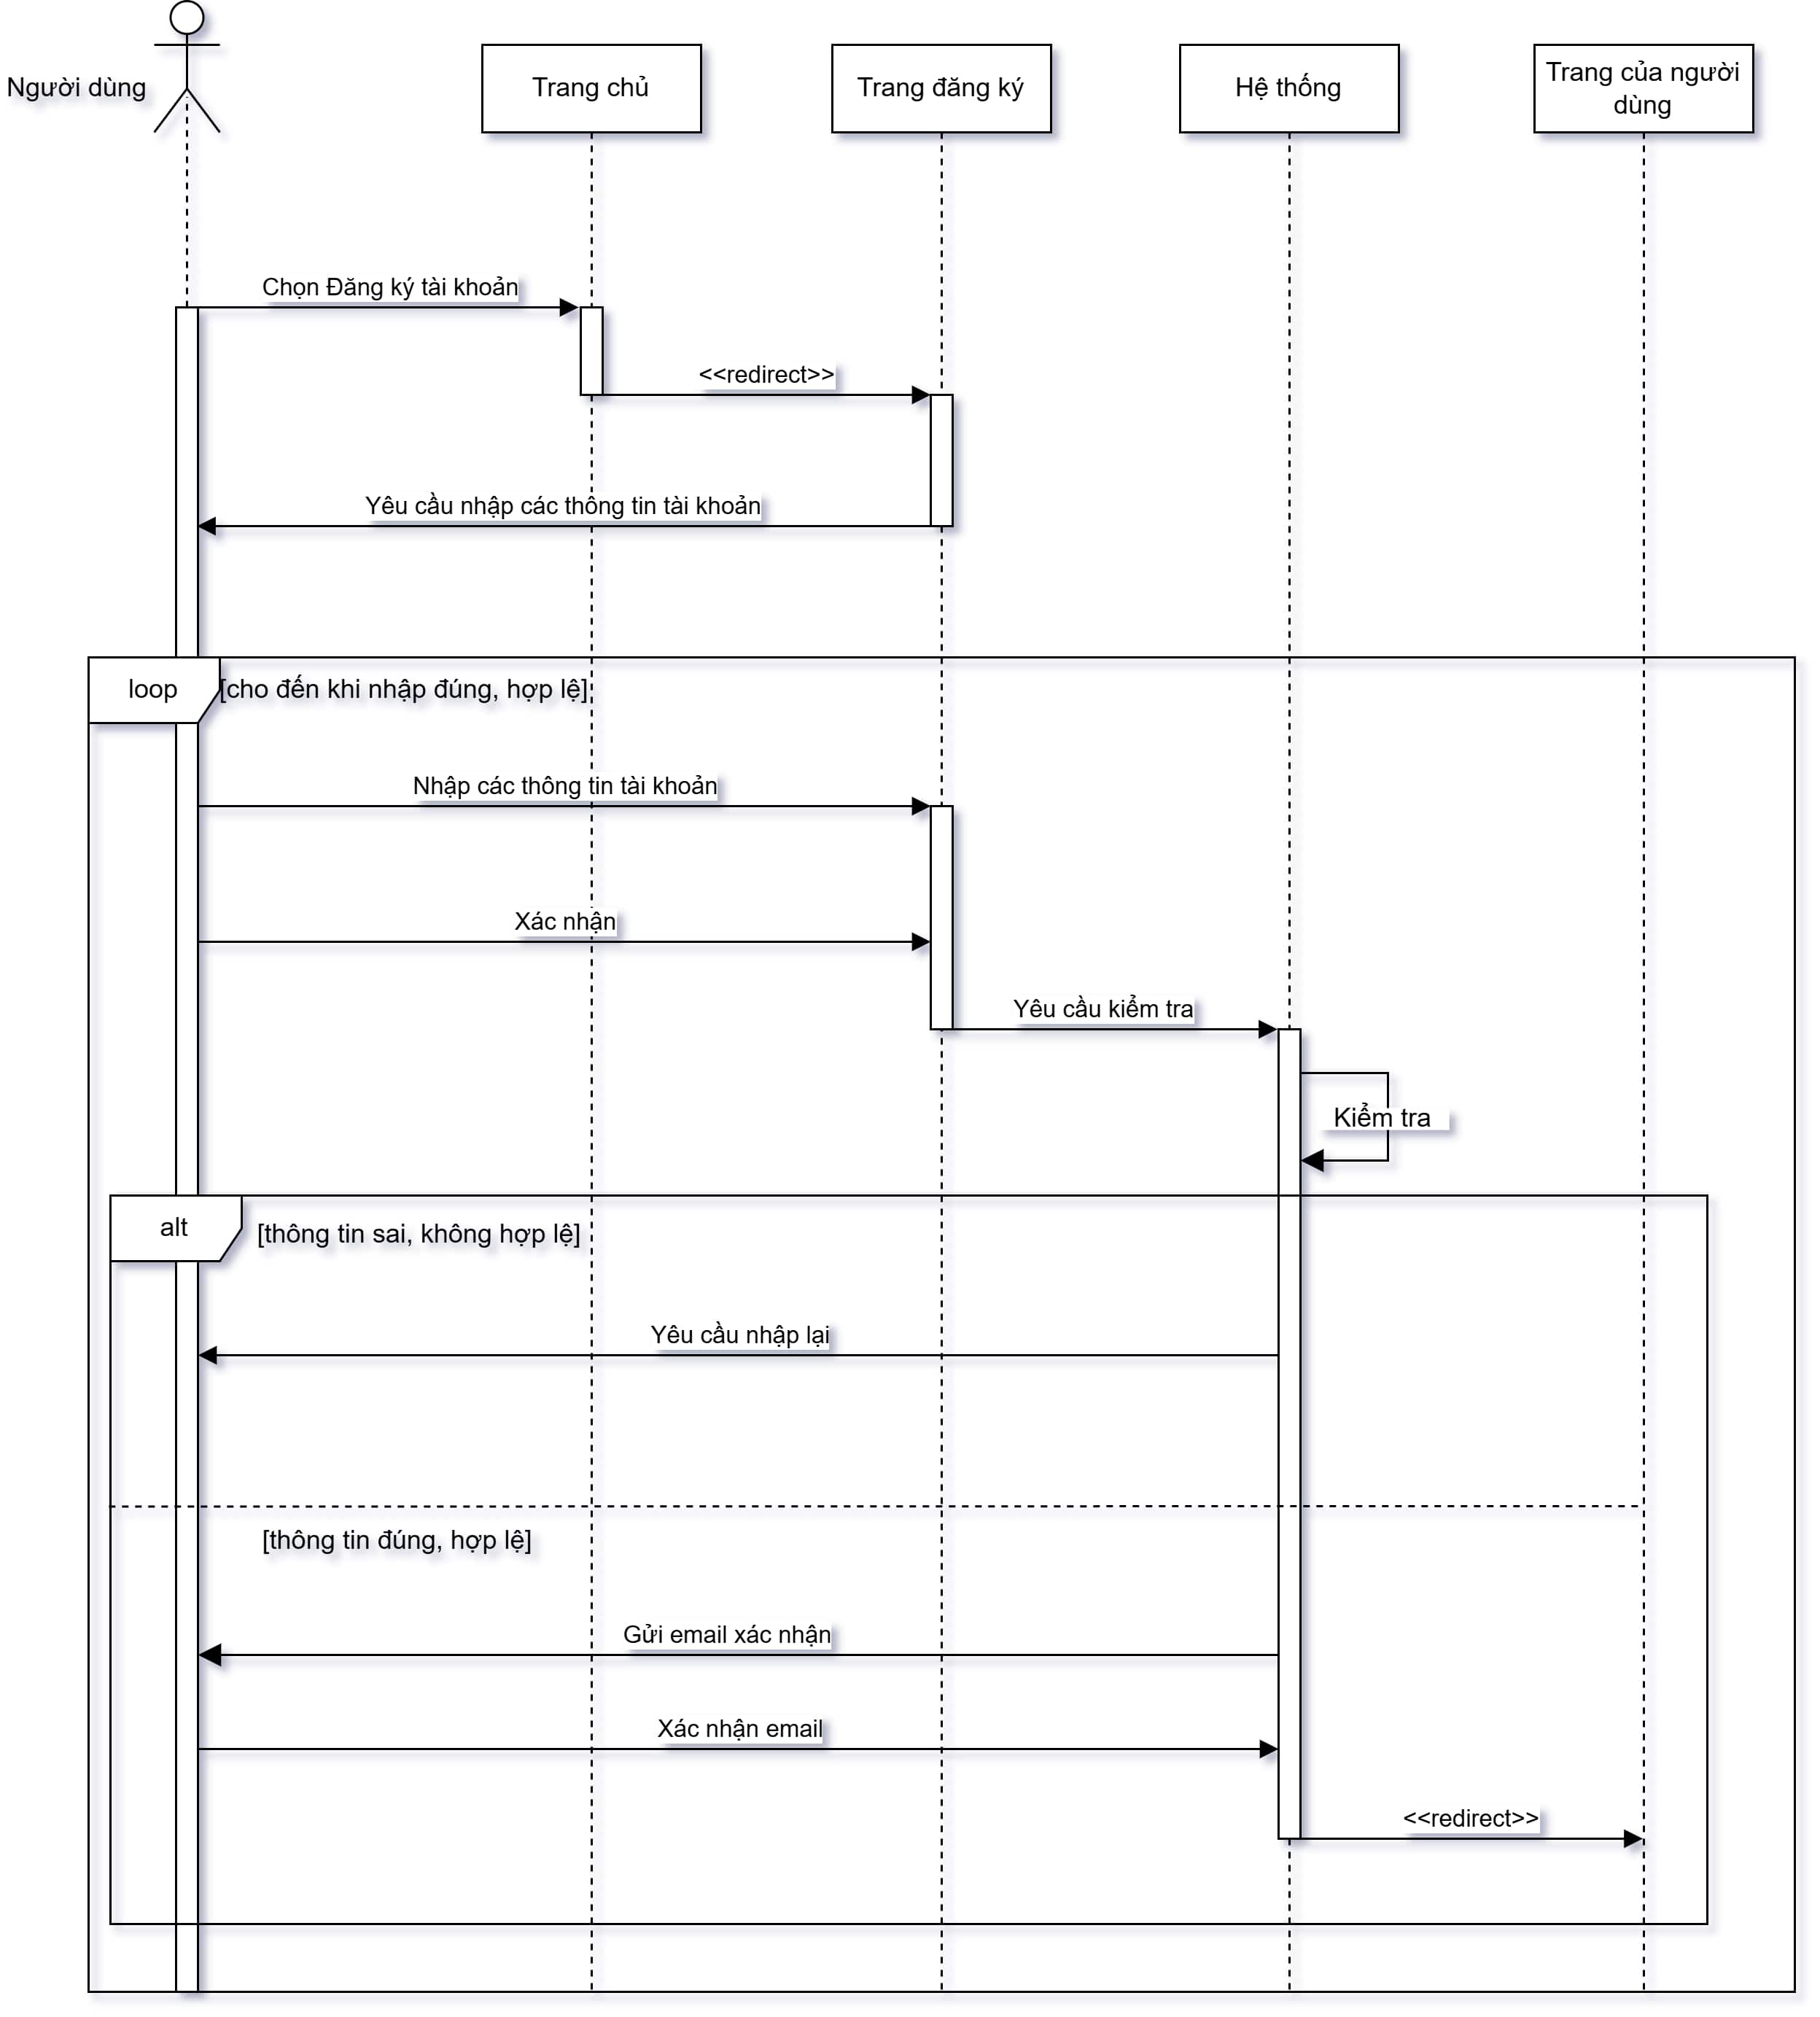 Người dùng
Trang chủ
Trang đăng ký
Hệ thống
Trang của người
dùng
Chọn Đăng ký tài khoản
<<redirect>>
Yêu cầu nhập các thông tin tài khoản
loop
[cho đến khi nhập đúng, hợp lệ]
Nhập các thông tin tài khoản
Xác nhận
Yêu cầu kiểm tra
Kiểm tra
alt
[thông tin sai, không hợp lệ]
Yêu cầu nhập lại
[thông tin đúng, hợp lệ]
Gửi email xác nhận
Xác nhận email
<<redirect>>